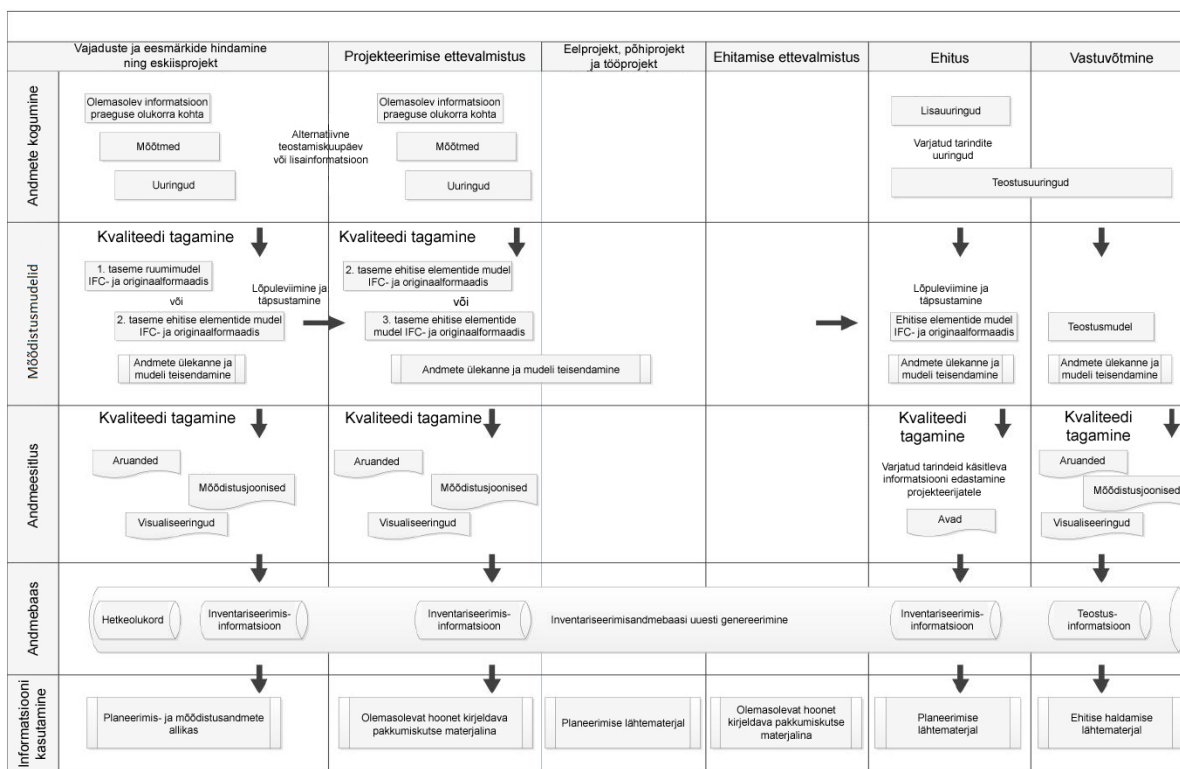 Vajaduste ja eesmärkide hindamine
ning eskiisprojekt
Projekteerimise ettevalmistus
Eelprojekt, põhiprojekt
ja tööprojekt
Ehitamise ettevalmistus
Ehitus
Vastuvõtmine
Andmete kogumine
Olemasolev informatsioon
praeguse olukorra kohta
Mõõtmed
Uuringud
Alternatiivne
teostamiskuupäev
või lisainformatsioon
Olemasolev informatsioon
praeguse olukorra kohta
Mõõtmed
Uuringud
Lisauuringud
Varjatud tarindite
uuringud
Teostusuuringud
Mõõdistusmudelid
Kvaliteedi tagamine
1. taseme ruumimudel
IFC- ja originaalformaadis
või
2. taseme ehitise elementide mudel
IFC- ja originaalformaadis
Andmete ülekanne ja
mudeli teisendamine
Lõpuleviimine ja
täpsustamine
Kvaliteedi tagamine
2. taseme ehitise elementide mudel
IFC- ja originaalformaadis
või
3. taseme ehitise elementide
mudel IFC- ja originaalformaadis
Andmete ülekanne ja mudeli teisendamine
Lõpuleviimine ja
täpsustamine
Ehitise elementide mudel
IFC- ja originaalformaadis
Andmete ülekanne ja
mudeli teisendamine
Teostusmudel
Andmete ülekanne ja
mudeli teisendamine
Andmeesitlus
Kvaliteedi tagamine
Aruanded
Mõõdistusjoonised
Visualiseeringud
Kvaliteedi tagamine
Aruanded
Mõõdistusjoonised
Visualiseeringud
Kvaliteedi
tagamine
Varjatud tarindeid käsitleva
informatsiooni edastamine
projekteerijatele
Avad
Kvaliteedi
tagamine
Aruanded
Mõõdistusjoonised
Visualiseeringud
Andmebaas
Hetkeolukord
Inventariseerimis-
informatsioon
Inventariseerimis-
informatsioon
Inventariseerimisandmebaasi uuesti genereerimine
Inventariseerimis-
informatsioon
Teostus-
informatsioon
Informatsiooni
kasutamine
Planeerimis- ja mõõdistusandmete
allikas
Olemasolevat hoonet kirjeldava
pakkumiskutse materjalina
Planeerimise lähtematerjal
Olemasolevat hoonet
kirjeldava pakkumiskutse
materjalina
Planeerimise
lähtematerjal
Ehitise haldamise
lähtematerjal